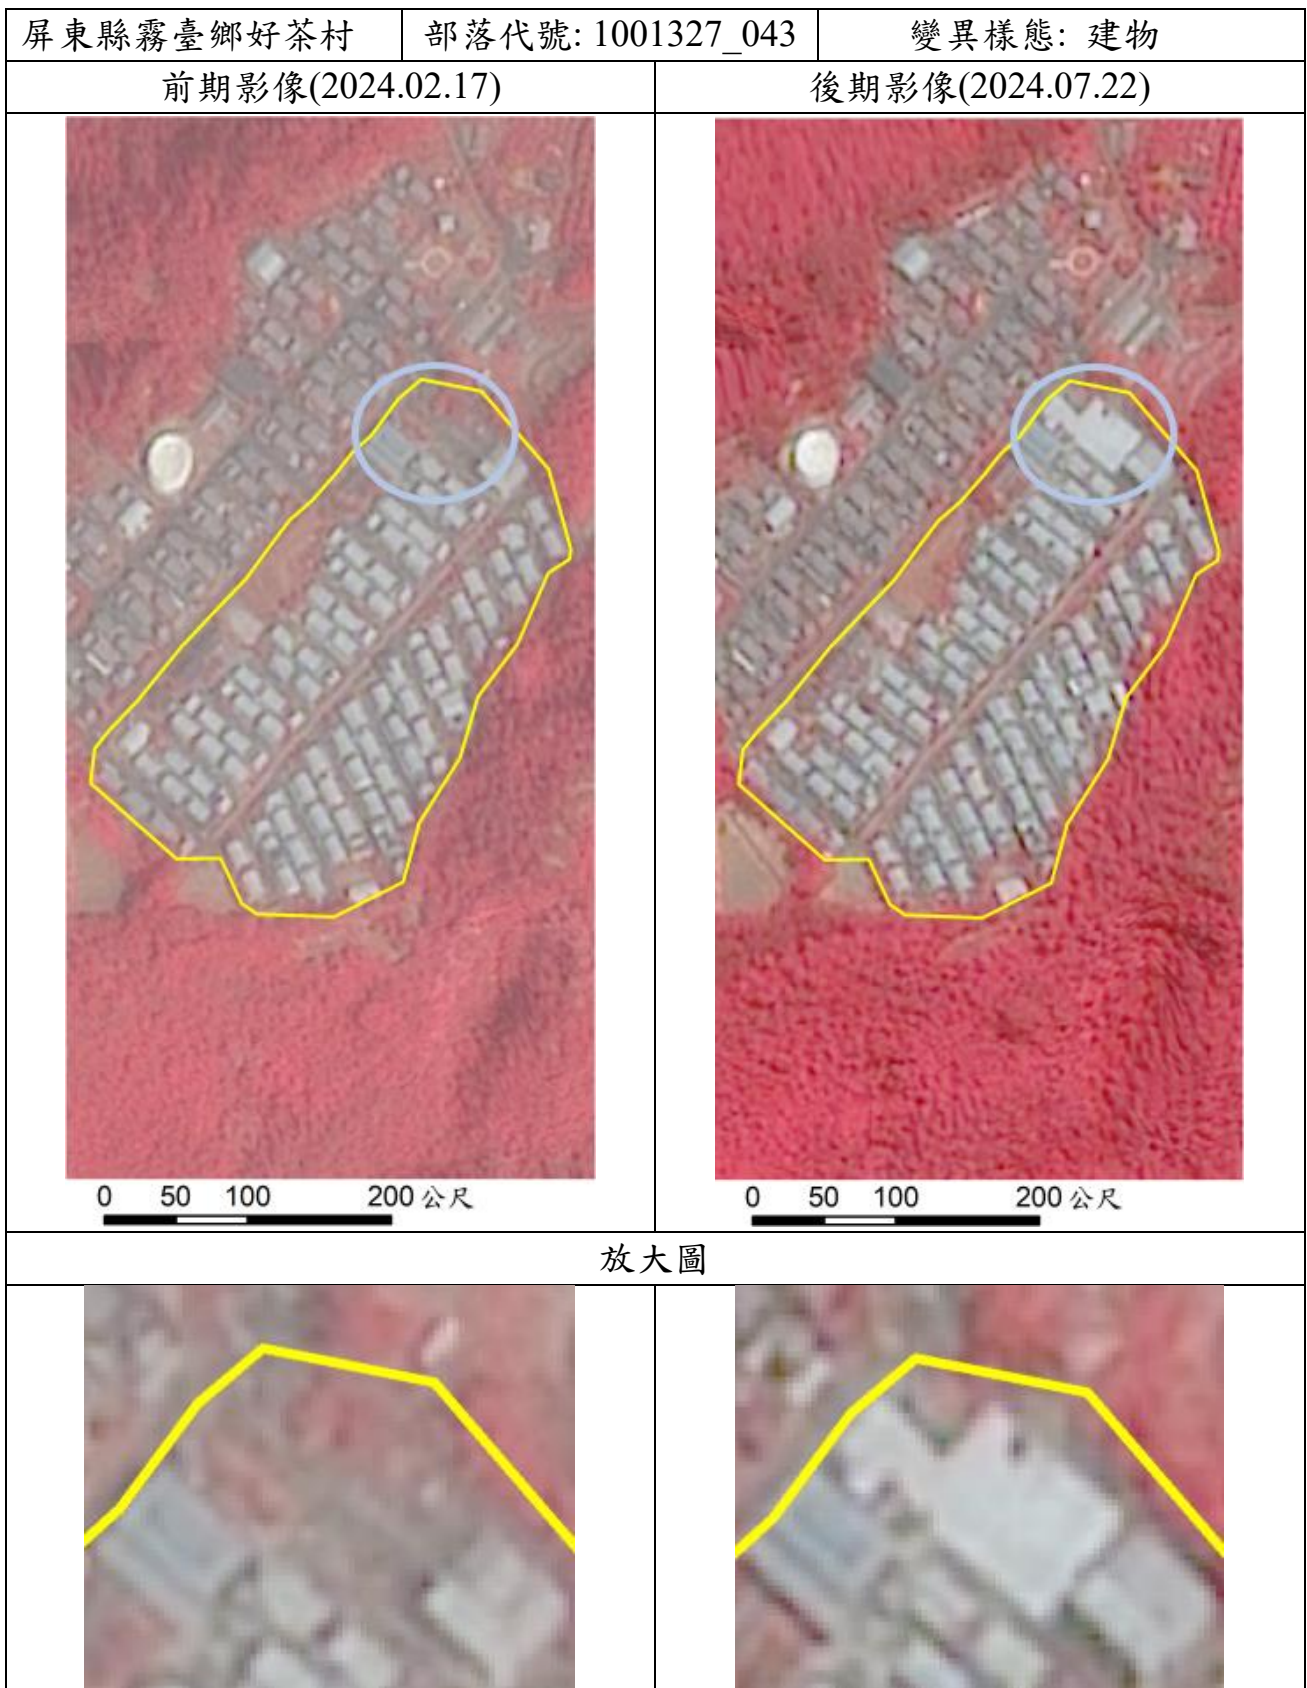 屏東縣霧臺鄉好茶村 部落代號: 1001327_043 變異樣態: 建物
前期影像(2024.02.17) 後期影像(2024.07.22)
0 50 100 200 公尺 0 50 100 200 公尺
放大圖